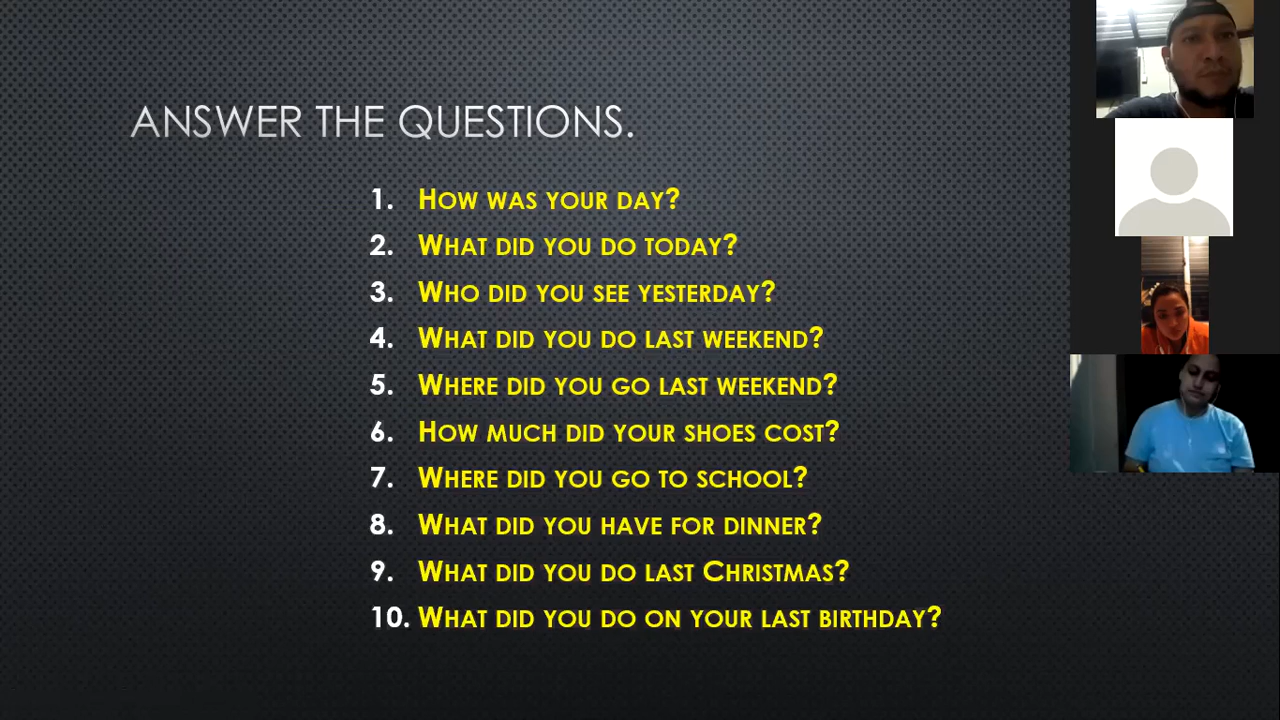 ANSWER THE QUESTIONS.
1. HOW WAS YOUR DAY?
2. WHAT DID YOU DO TODAY?
3. WHO DID YOU SEE YESTERDAY?
4. WHAT DID YOU DO LAST WEEKEND?
5. WHERE DID YOU GO LAST WEEKEND?
6. HOW MUCH DID YOUR SHOES COST?
7. WHERE DID YOU GO TO SCHOOL?
8. WHAT DID YOU HAVE FOR DINNER?
9. WHAT DID YOU DO LAST CHRISTMAS?
10. WHAT DID YOU DO ON YOUR LAST BIRTHDAY?